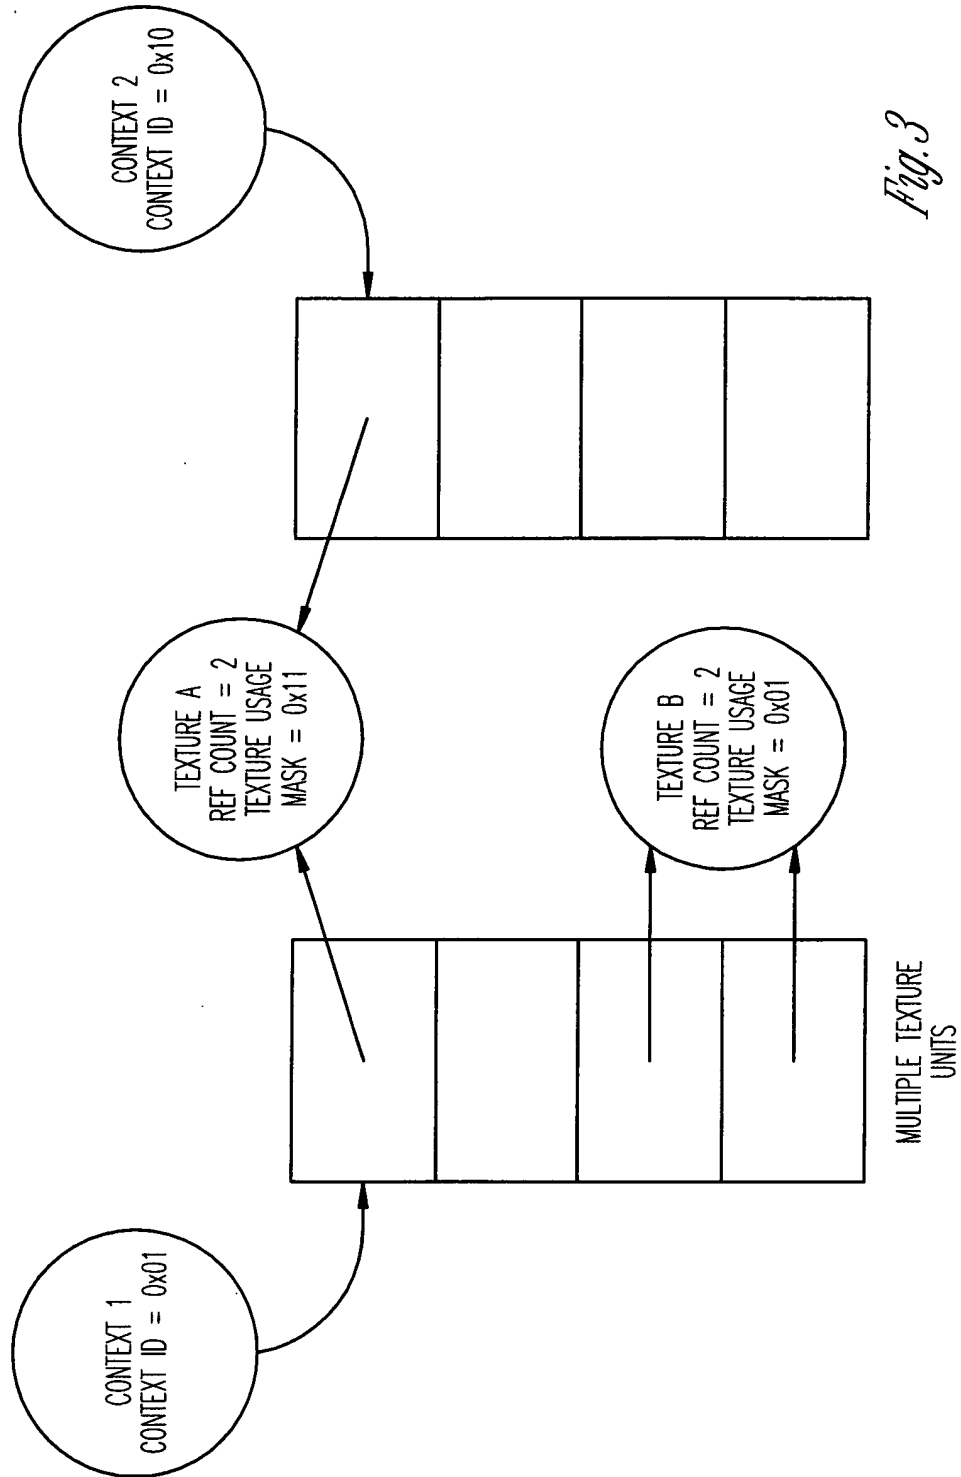 CONTEXT 1
CONTEXT ID = 0x01
TEXTURE A
REF COUNT = 2
TEXTURE USAGE
MASK = 0x11
CONTEXT 2
CONTEXT ID = 0x10
TEXTURE B
REF COUNT = 2
TEXTURE USAGE
MASK = 0x01
MULTIPLE TEXTURE
UNITS
Fig.3